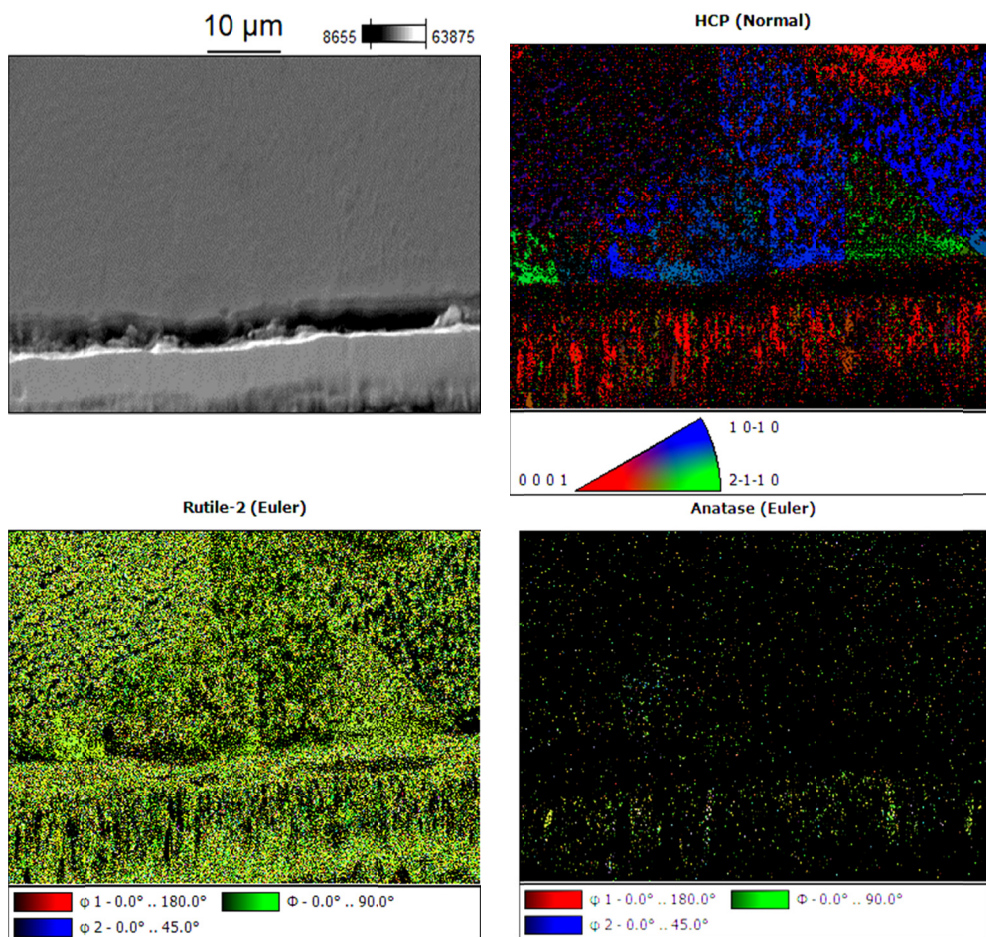 10 μm
8655 63875
HCP (Normal)
1 0-1 0
0 0 0 1
2-1-1 0
Rutile-2 (Euler)
φ 1 - 0.0° .. 180.0°
Φ - 0.0° .. 90.0°
φ 2 - 0.0° .. 45.0°
Anatase (Euler)
φ 1 - 0.0° .. 180.0°
Φ - 0.0° .. 90.0°
φ 2 - 0.0° .. 45.0°